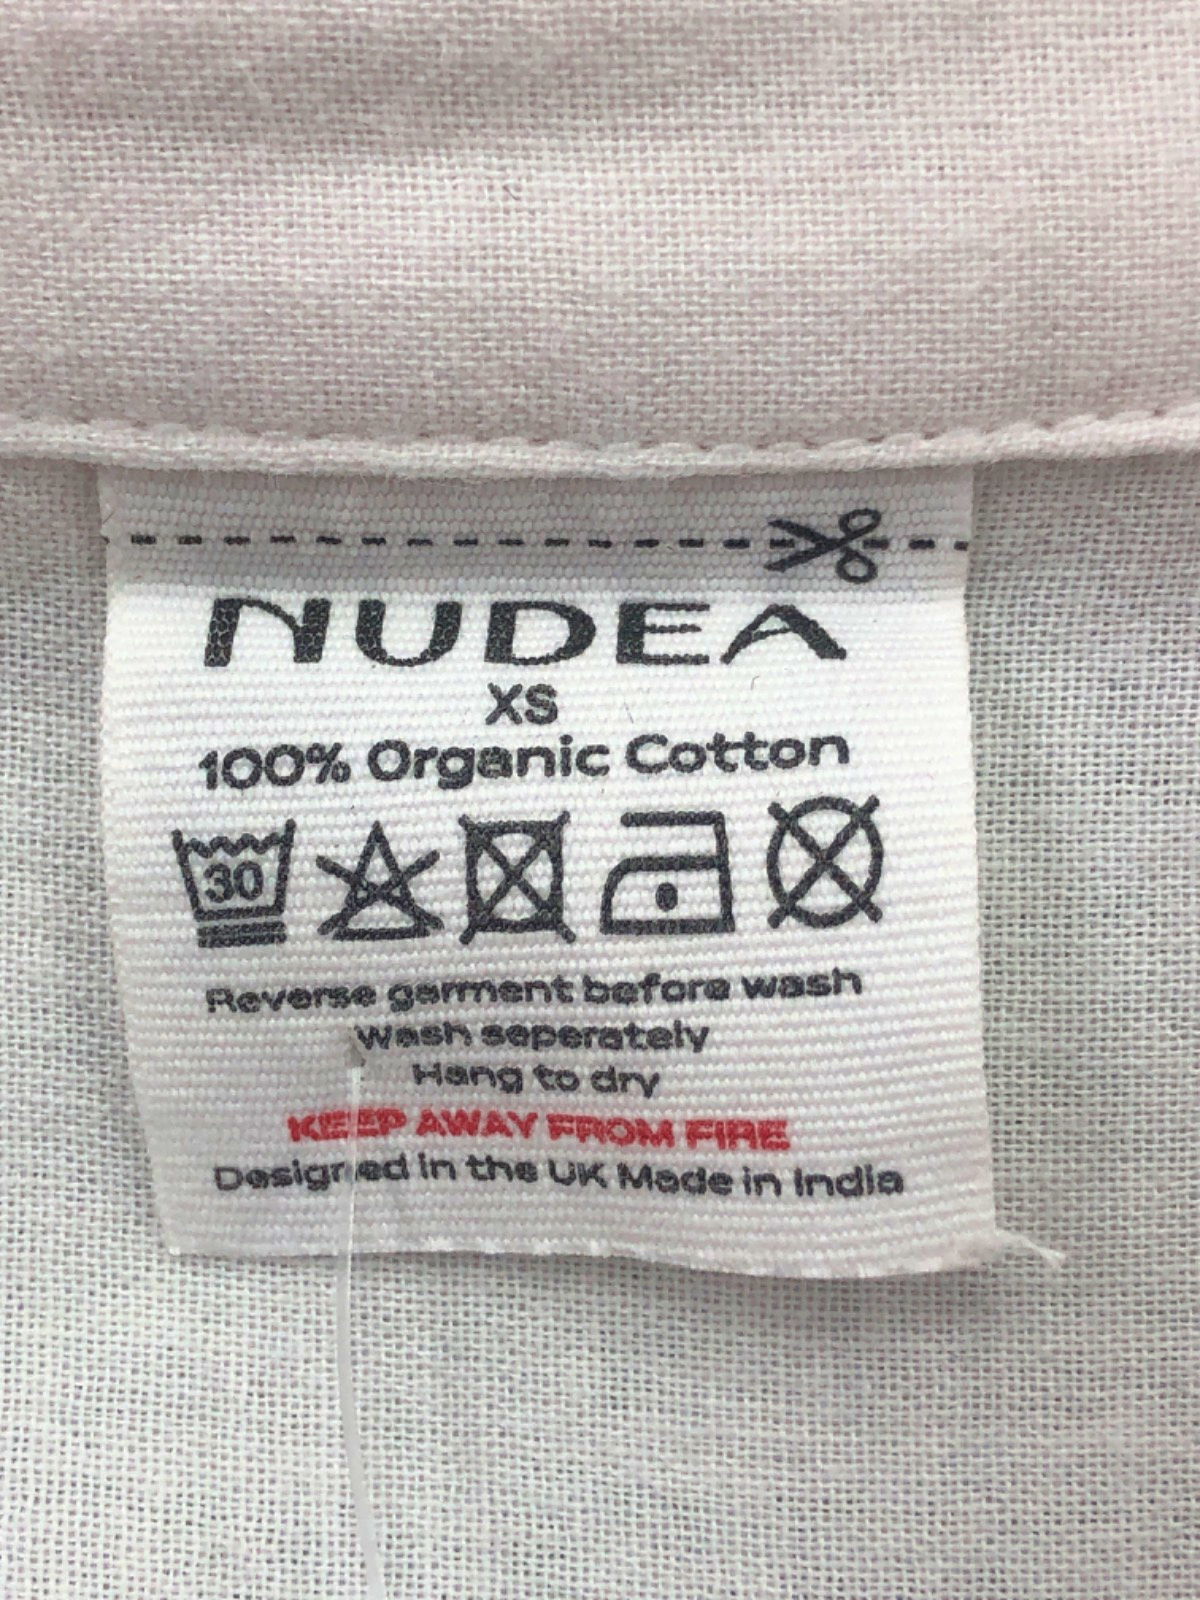 NUDEA
XS
100% Organic Cotton
30
Reverse garment before wash
Wash seperately
Hang to dry
KEEP AWAY FROM FIRE
Designed in the UK Made in India